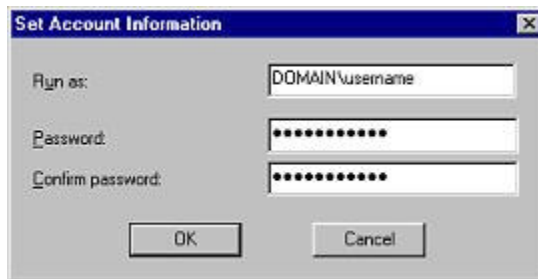 Set Account Information
Run as: DOMAIN\username
Password: ●●●●●●●●●●●
Confirm password: ●●●●●●●●●●●
OK Cancel